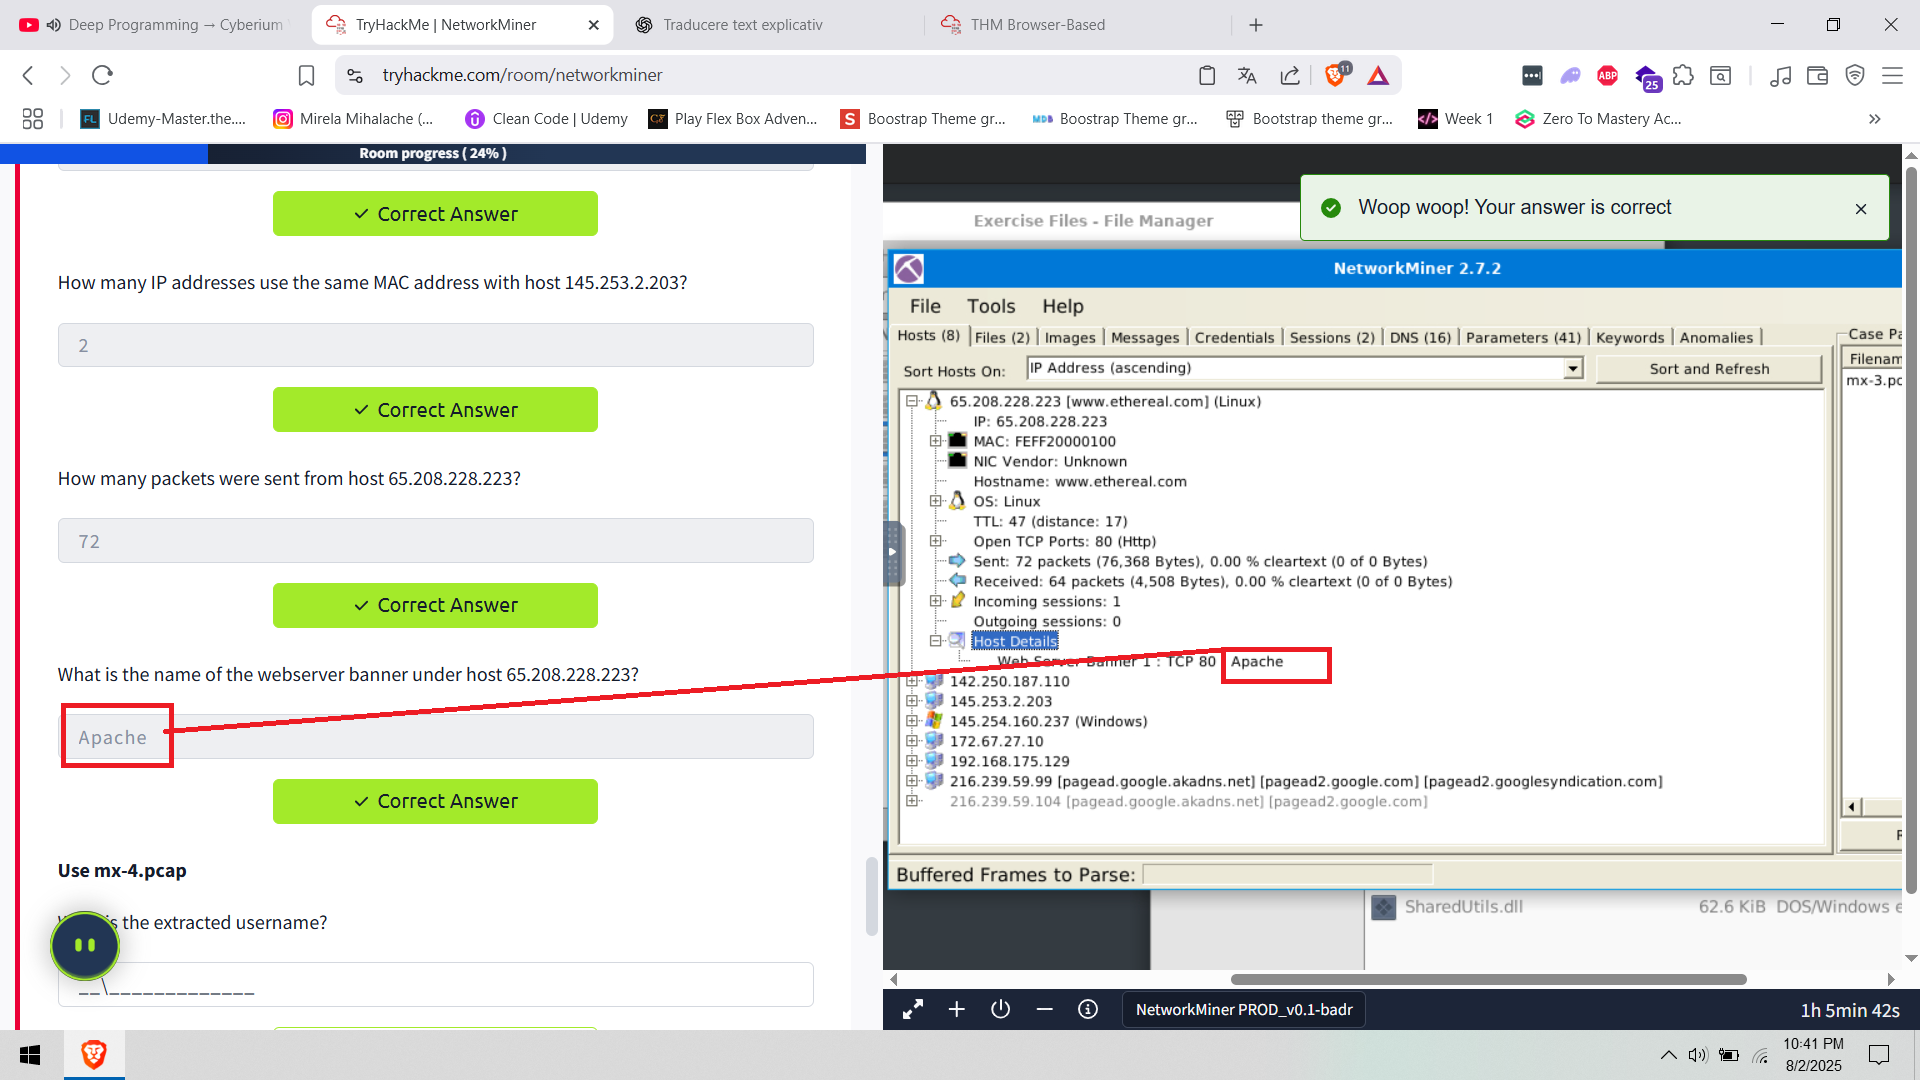 Deep Programming → Cyberium
TryHackMe | NetworkMiner
Traducere text explicativ
THM Browser-Based
tryhackme.com/room/networkminer
11
ABP
25
FL
Udemy-Master.the....
Mirela Mihalache (...
Clean Code | Udemy
Play Flex Box Adven...
S
Boostrap Theme gr...
MDB
Boostrap Theme gr...
Bootstrap theme gr...
Week 1
Zero To Mastery Ac...
Room progress ( 24% )
Correct Answer
How many IP addresses use the same MAC address with host 145.253.2.203?
2
Correct Answer
How many packets were sent from host 65.208.228.223?
72
Correct Answer
What is the name of the webserver banner under host 65.208.228.223?
Apache
Correct Answer
Use mx-4.pcap
is the extracted username?
__\_____________
Exercise Files - File Manager
Woop woop! Your answer is correct
NetworkMiner 2.7.2
File Tools Help
Hosts (8) Files (2) Images Messages Credentials Sessions (2) DNS (16) Parameters (41) Keywords Anomalies
Case Pa
Sort Hosts On: IP Address (ascending) Sort and Refresh
Filenam
mx-3.pc
65.208.228.223 [www.ethereal.com] (Linux)
IP: 65.208.228.223
MAC: FEFF20000100
NIC Vendor: Unknown
Hostname: www.ethereal.com
OS: Linux
TTL: 47 (distance: 17)
Open TCP Ports: 80 (Http)
Sent: 72 packets (76,368 Bytes), 0.00 % cleartext (0 of 0 Bytes)
Received: 64 packets (4,508 Bytes), 0.00 % cleartext (0 of 0 Bytes)
Incoming sessions: 1
Outgoing sessions: 0
Host Details
Web Server Banner 1 : TCP 80 Apache
142.250.187.110
145.253.2.203
145.254.160.237 (Windows)
172.67.27.10
192.168.175.129
216.239.59.99 [pagead.google.akadns.net] [pagead2.google.com] [pagead2.googlesyndication.com]
216.239.59.104 [pagead.google.akadns.net] [pagead2.google.com]
Buffered Frames to Parse:
SharedUtils.dll 62.6 KiB DOS/Windows e
NetworkMiner PROD_v0.1-badr
1h 5min 42s
10:41 PM
8/2/2025